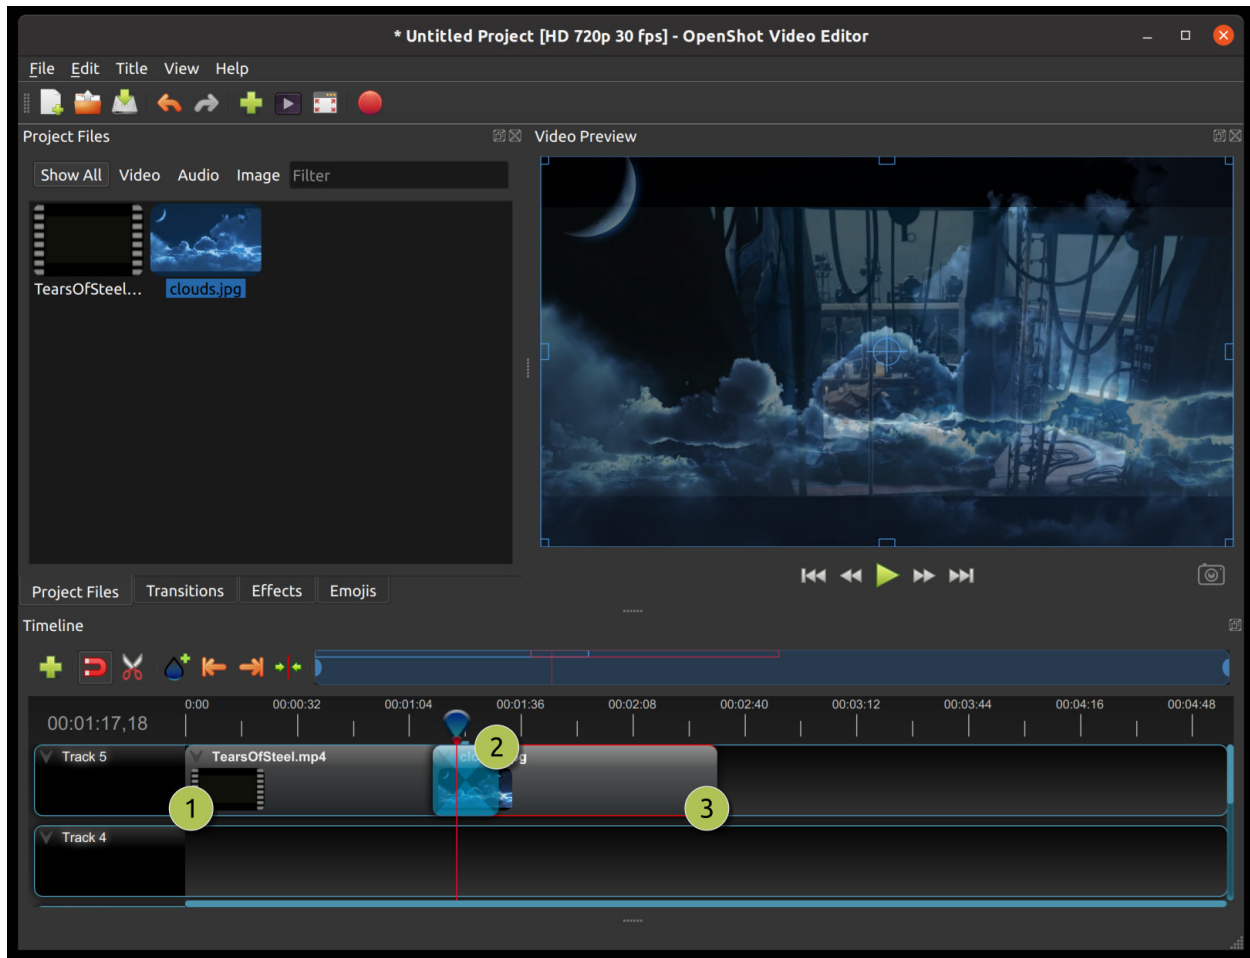 * Untitled Project [HD 720p 30 fps] - OpenShot Video Editor
File Edit Title View Help
Project Files
Video Preview
Show All Video Audio Image Filter
TearsOfSteel... clouds.jpg
Project Files Transitions Effects Emojis
Timeline
0:00 00:00:32 00:01:04 00:01:36 00:02:08 00:02:40 00:03:12 00:03:44 00:04:16 00:04:48
00:01:17,18
Track 5 TearsOfSteel.mp4
2
1
3
Track 4